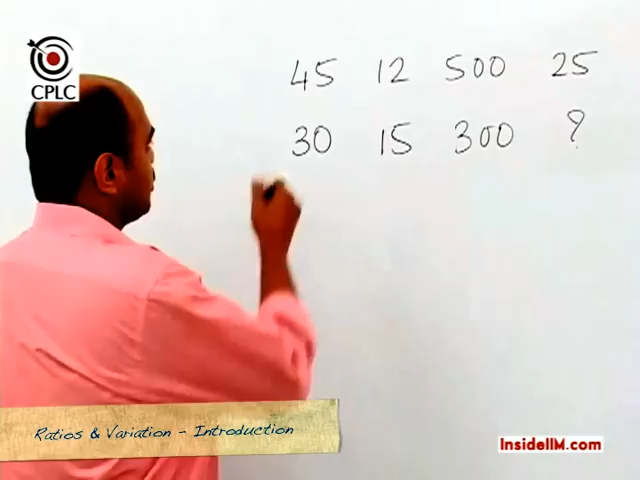 CPLC
45 12 500 25
30 15 300 ?
Ratios & Variation - Introduction
InsideIIM.com